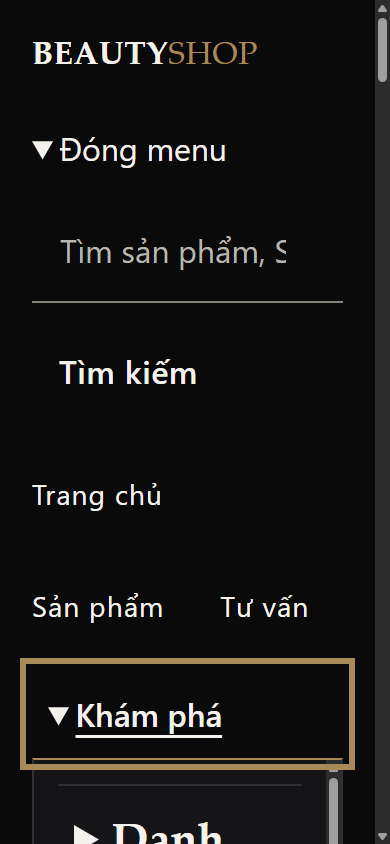 BEAUTYSHOP
Đóng menu
Tìm sản phẩm, S
Tìm kiếm
Trang chủ
Sản phẩm Tư vấn
Khám phá
Danh